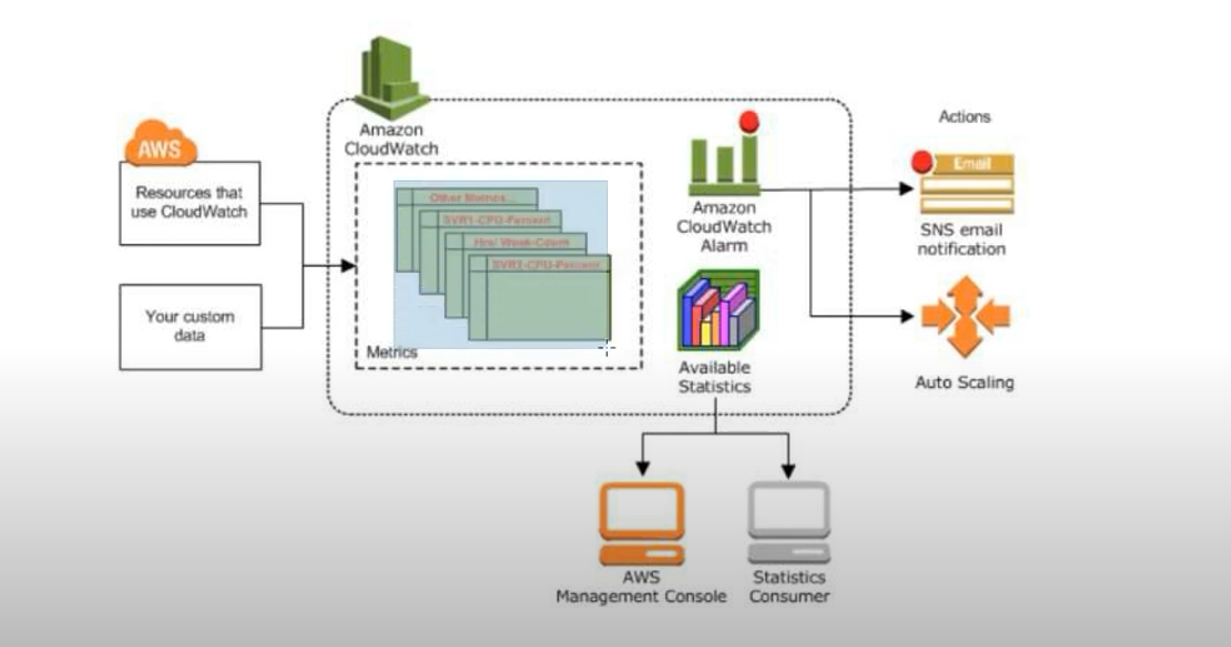 Amazon
CloudWatch
AWS
Resources that
use CloudWatch
Your custom
data
Other Metrics...
SVR1-CPU-Percent
Hrs/ Week-Count
SVR2-CPU-Percent
Metrics
Amazon
CloudWatch
Alarm
Available
Statistics
Actions
Email
SNS email
notification
Auto Scaling
AWS
Management Console
Statistics
Consumer